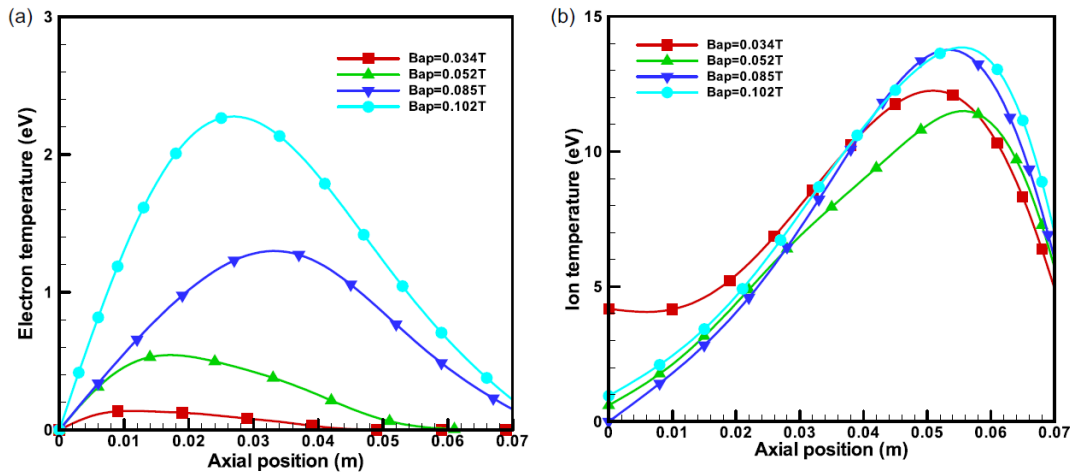 (a)
3
2
1
0
Electron temperature (eV)
Bap=0.034T
Bap=0.052T
Bap=0.085T
Bap=0.102T
0 0.01 0.02 0.03 0.04 0.05 0.06 0.07
Axial position (m)
(b)
15
10
5
0
Ion temperature (eV)
Bap=0.034T
Bap=0.052T
Bap=0.085T
Bap=0.102T
0 0.01 0.02 0.03 0.04 0.05 0.06 0.07
Axial position (m)